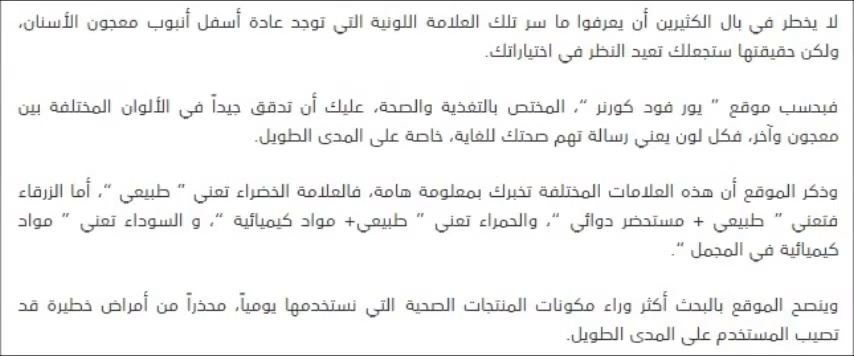 لا يخطر في بال الكثيرين أن يعرفوا ما سر تلك العلامة اللونية التي توجد عادة أسفل أنبوب معجون الأسنان،
ولكن حقيقتها ستجعلك تعيد النظر في اختياراتك.
فبحسب موقع ” يور فود كورنر “، المختص بالتغذية والصحة، عليك أن تدقق جيداً في الألوان المختلفة بين
معجون وآخر، فكل لون يعني رسالة تهم صحتك للغاية، خاصة على المدى الطويل.
وذكر الموقع أن هذه العلامات المختلفة تخبرك بمعلومة هامة، فالعلامة الخضراء تعني ” طبيعي “، أما الزرقاء
فتعني ” طبيعي + مستحضر دوائي “، والحمراء تعني ” طبيعي+ مواد كيميائية “، و السوداء تعني ” مواد
كيميائية في المجمل “.
وينصح الموقع بالبحث أكثر وراء مكونات المنتجات الصحية التي نستخدمها يومياً، محذراً من أمراض خطيرة قد
تصيب المستخدم على المدى الطويل.